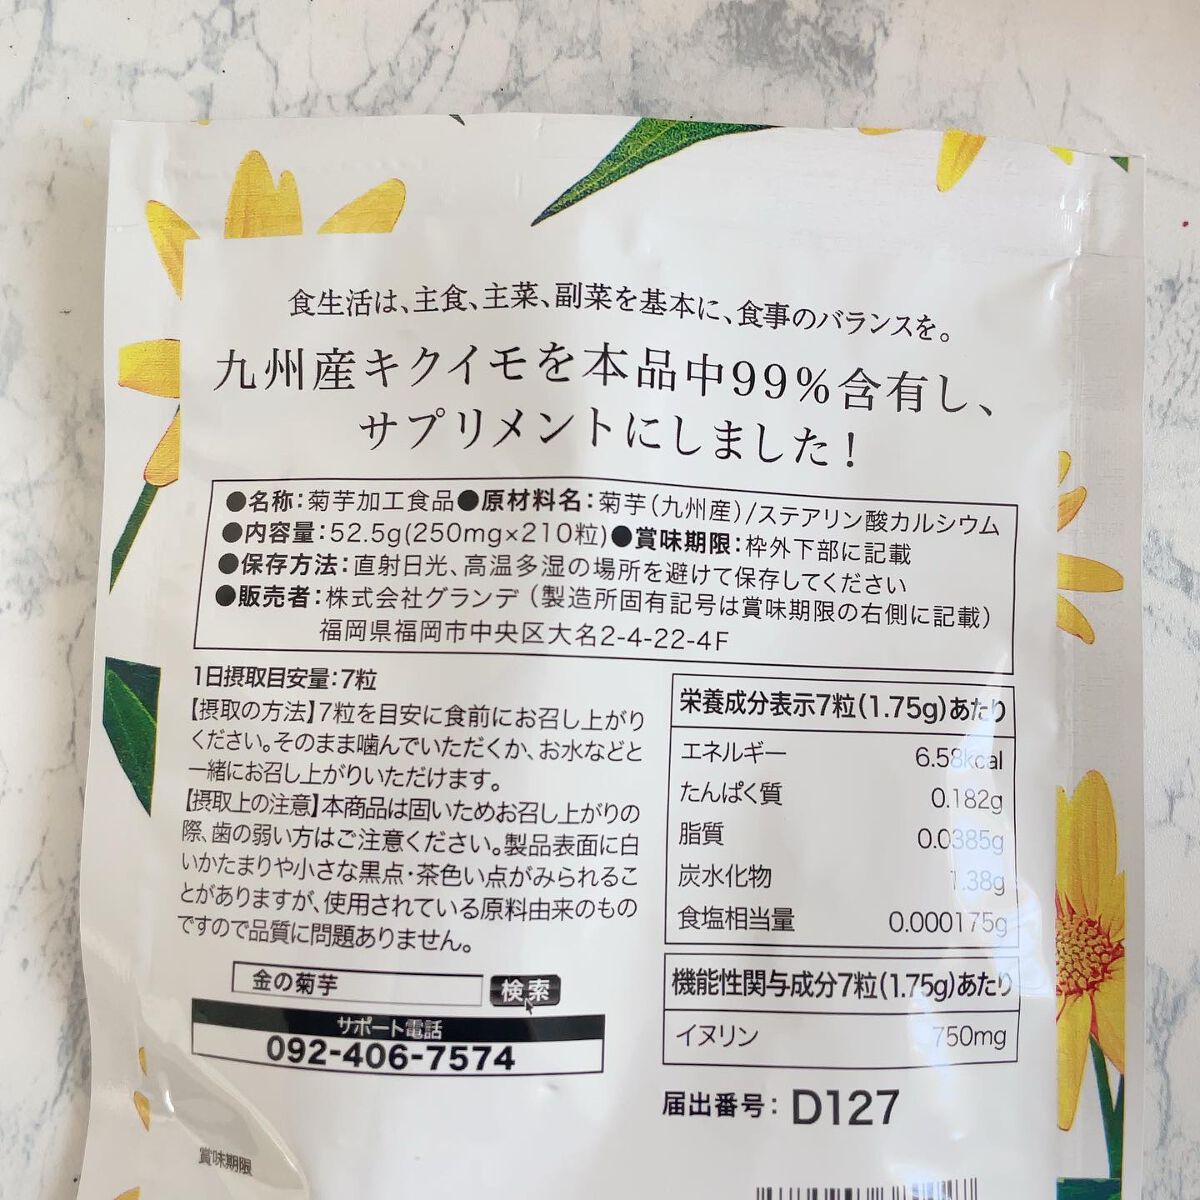 食生活は、主食、主菜、副菜を基本に、食事のバランスを。
九州産キクイモを本品中99%含有し、
サプリメントにしました!
●名称:菊芋加工食品●原材料名:菊芋(九州産)/ステアリン酸カルシウム
●内容量:52.5g(250mg×210粒)●賞味期限:枠外下部に記載
●保存方法:直射日光、高温多湿の場所を避けて保存してください
●販売者:株式会社グランデ(製造所固有記号は賞味期限の右側に記載)
福岡県福岡市中央区大名2-4-22-4F
1日摂取目安量:7粒
【摂取の方法】7粒を目安に食前にお召し上がり
ください。そのまま噛んでいただくか、お水などと
一緒にお召し上がりいただけます。
【摂取上の注意】本商品は固いためお召し上がりの
際、歯の弱い方はご注意ください。製品表面に白
いかたまりや小さな黒点・茶色い点がみられるこ
とがありますが、使用されている原料由来のもの
ですので品質に問題ありません。
金の菊芋 検索
サポート電話
092-406-7574
賞味期限
栄養成分表示7粒(1.75g)あたり
エネルギー 6.58kcal
たんぱく質 0.182g
脂質 0.0385g
炭水化物 1.38g
食塩相当量 0.000175g
機能性関与成分7粒(1.75g)あたり
イヌリン 750mg
届出番号: D127